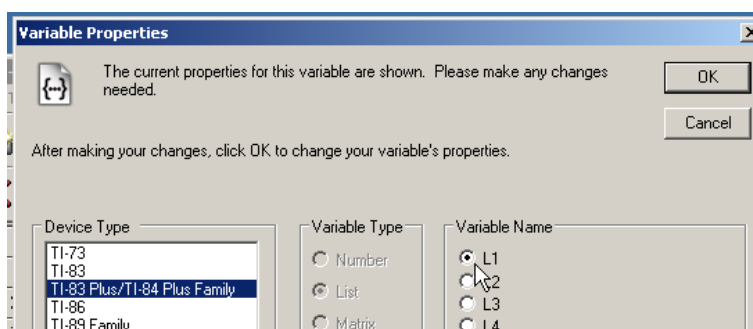 Variable Properties
The current properties for this variable are shown. Please make any changes
needed.
OK
Cancel
After making your changes, click OK to change your variable's properties.
Device Type
TI-73
TI-83
TI-83 Plus/TI-84 Plus Family
TI-86
TI-89 Family
Variable Type
Number
List
Matrix
Variable Name
L1
L2
L3
L4